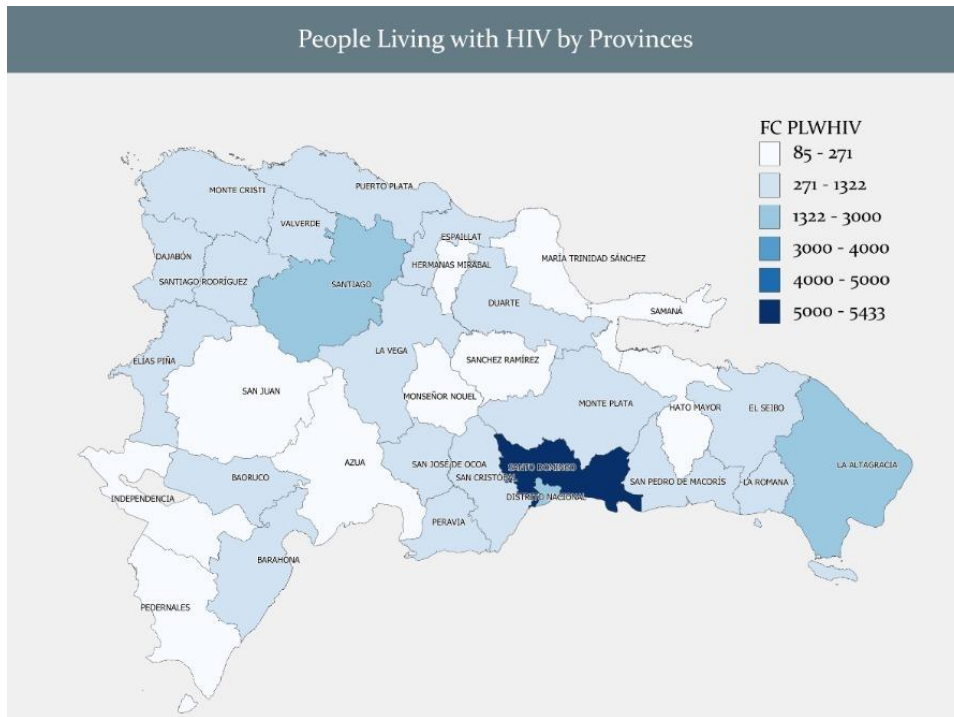 People Living with HIV by Provinces
FC PLWHIV
85 - 271
271 - 1322
1322 - 3000
3000 - 4000
4000 - 5000
5000 - 5433
MONTE CRISTI
PUERTO PLATA
VALVERDE
ESPAILLAT
DAJABÓN
HERMANAS MIRABAL
MARÍA TRINIDAD SÁNCHEZ
SANTIAGO RODRÍGUEZ
SANTIAGO
DUARTE
SAMANÁ
ELÍAS PIÑA
LA VEGA
SANCHEZ RAMÍREZ
SAN JUAN
MONSEÑOR NOUEL
MONTE PLATA
HATO MAYOR
EL SEIBO
AZUA
SAN JOSÉ DE OCOA
SANTO DOMINGO
LA ALTAGRACIA
BAORUCO
SAN CRISTOBAL
SAN PEDRO DE MACORÍS
LA ROMANA
INDEPENDENCIA
DISTRITO NACIONAL
PERAVIA
BARAHONA
PEDERNALES